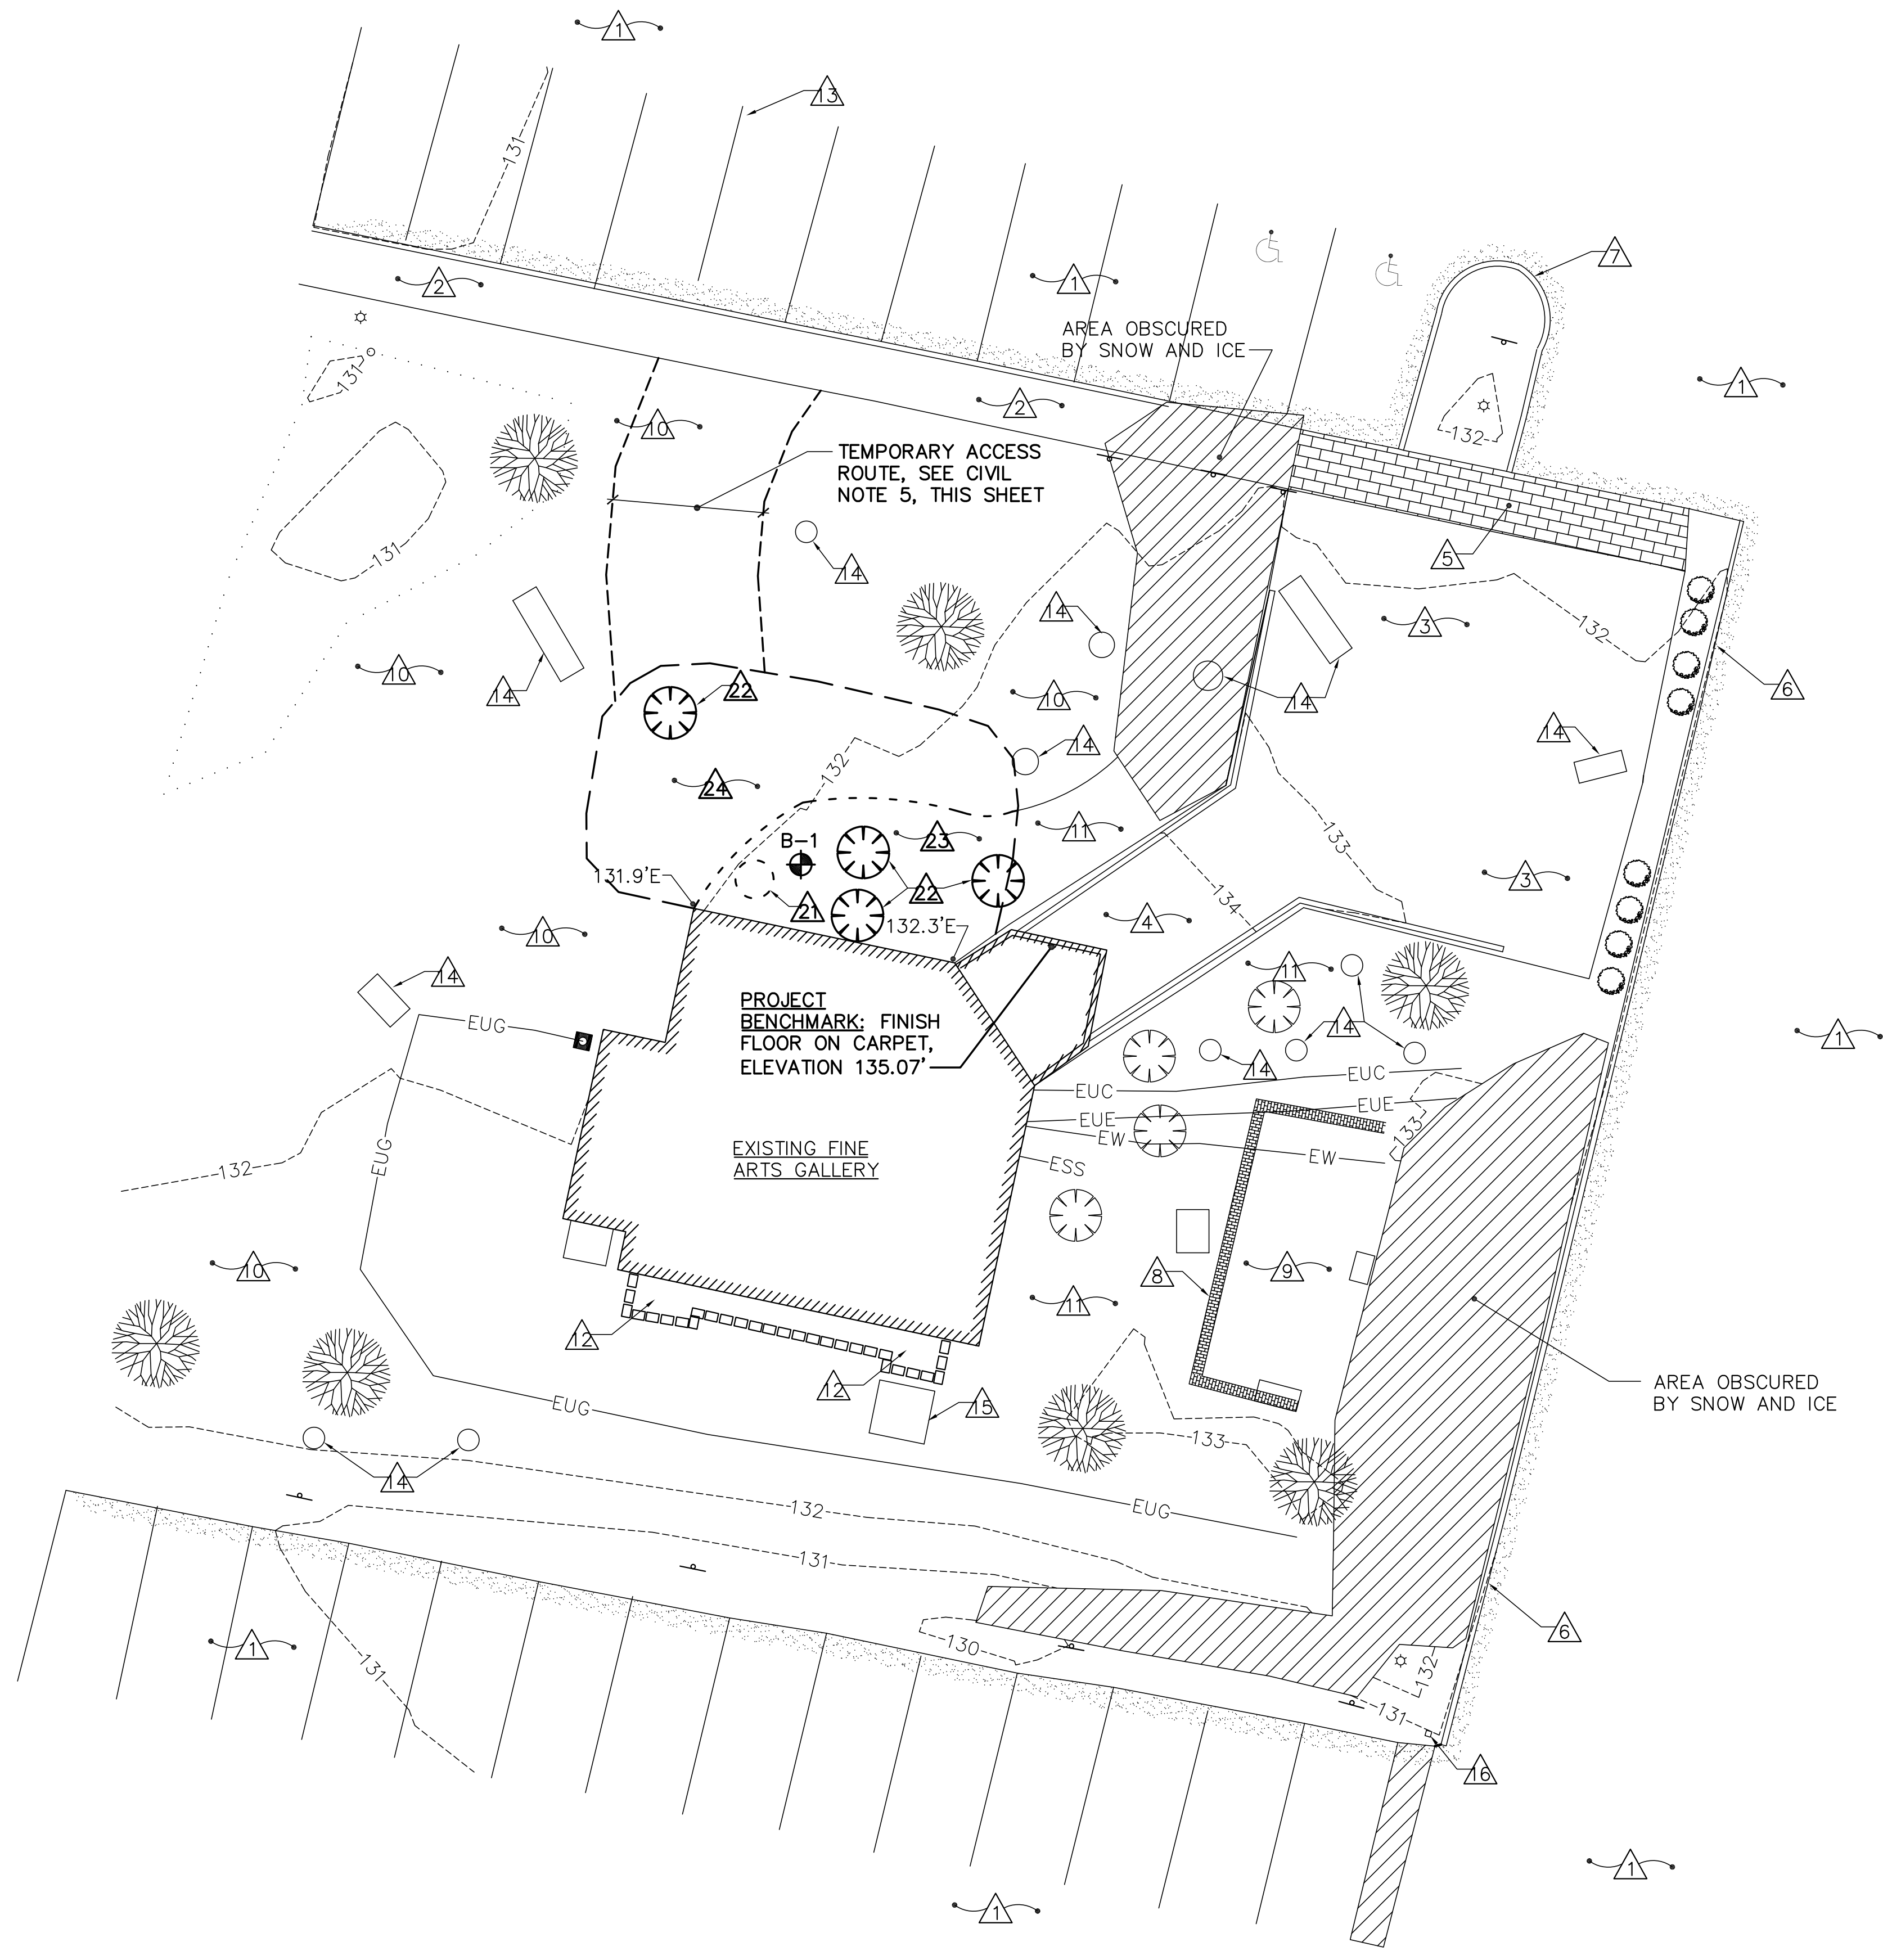 1
13
131
7
2
1
AREA OBSCURED
BY SNOW AND ICE
131
1
2
10
132
TEMPORARY ACCESS
ROUTE, SEE CIVIL
NOTE 5, THIS SHEET
131
5
14
14
3
132
10
14
22
10
14
6
14
14
132
24
11
23
133
B-1
131.9'E
22
21
3
134
4
132.3'E
10
11
14
PROJECT
BENCHMARK: FINISH
FLOOR ON CARPET,
ELEVATION 135.07'
EUG
14
1
14
EUC
EUC
EUE
EUE
EW
133
EUG
EXISTING FINE
ARTS GALLERY
EW
132
ESS
10
8
9
11
12
12
15
AREA OBSCURED
BY SNOW AND ICE
EUG
133
14
132
EUG
131
6
1
130
131
132
131
16
1
1